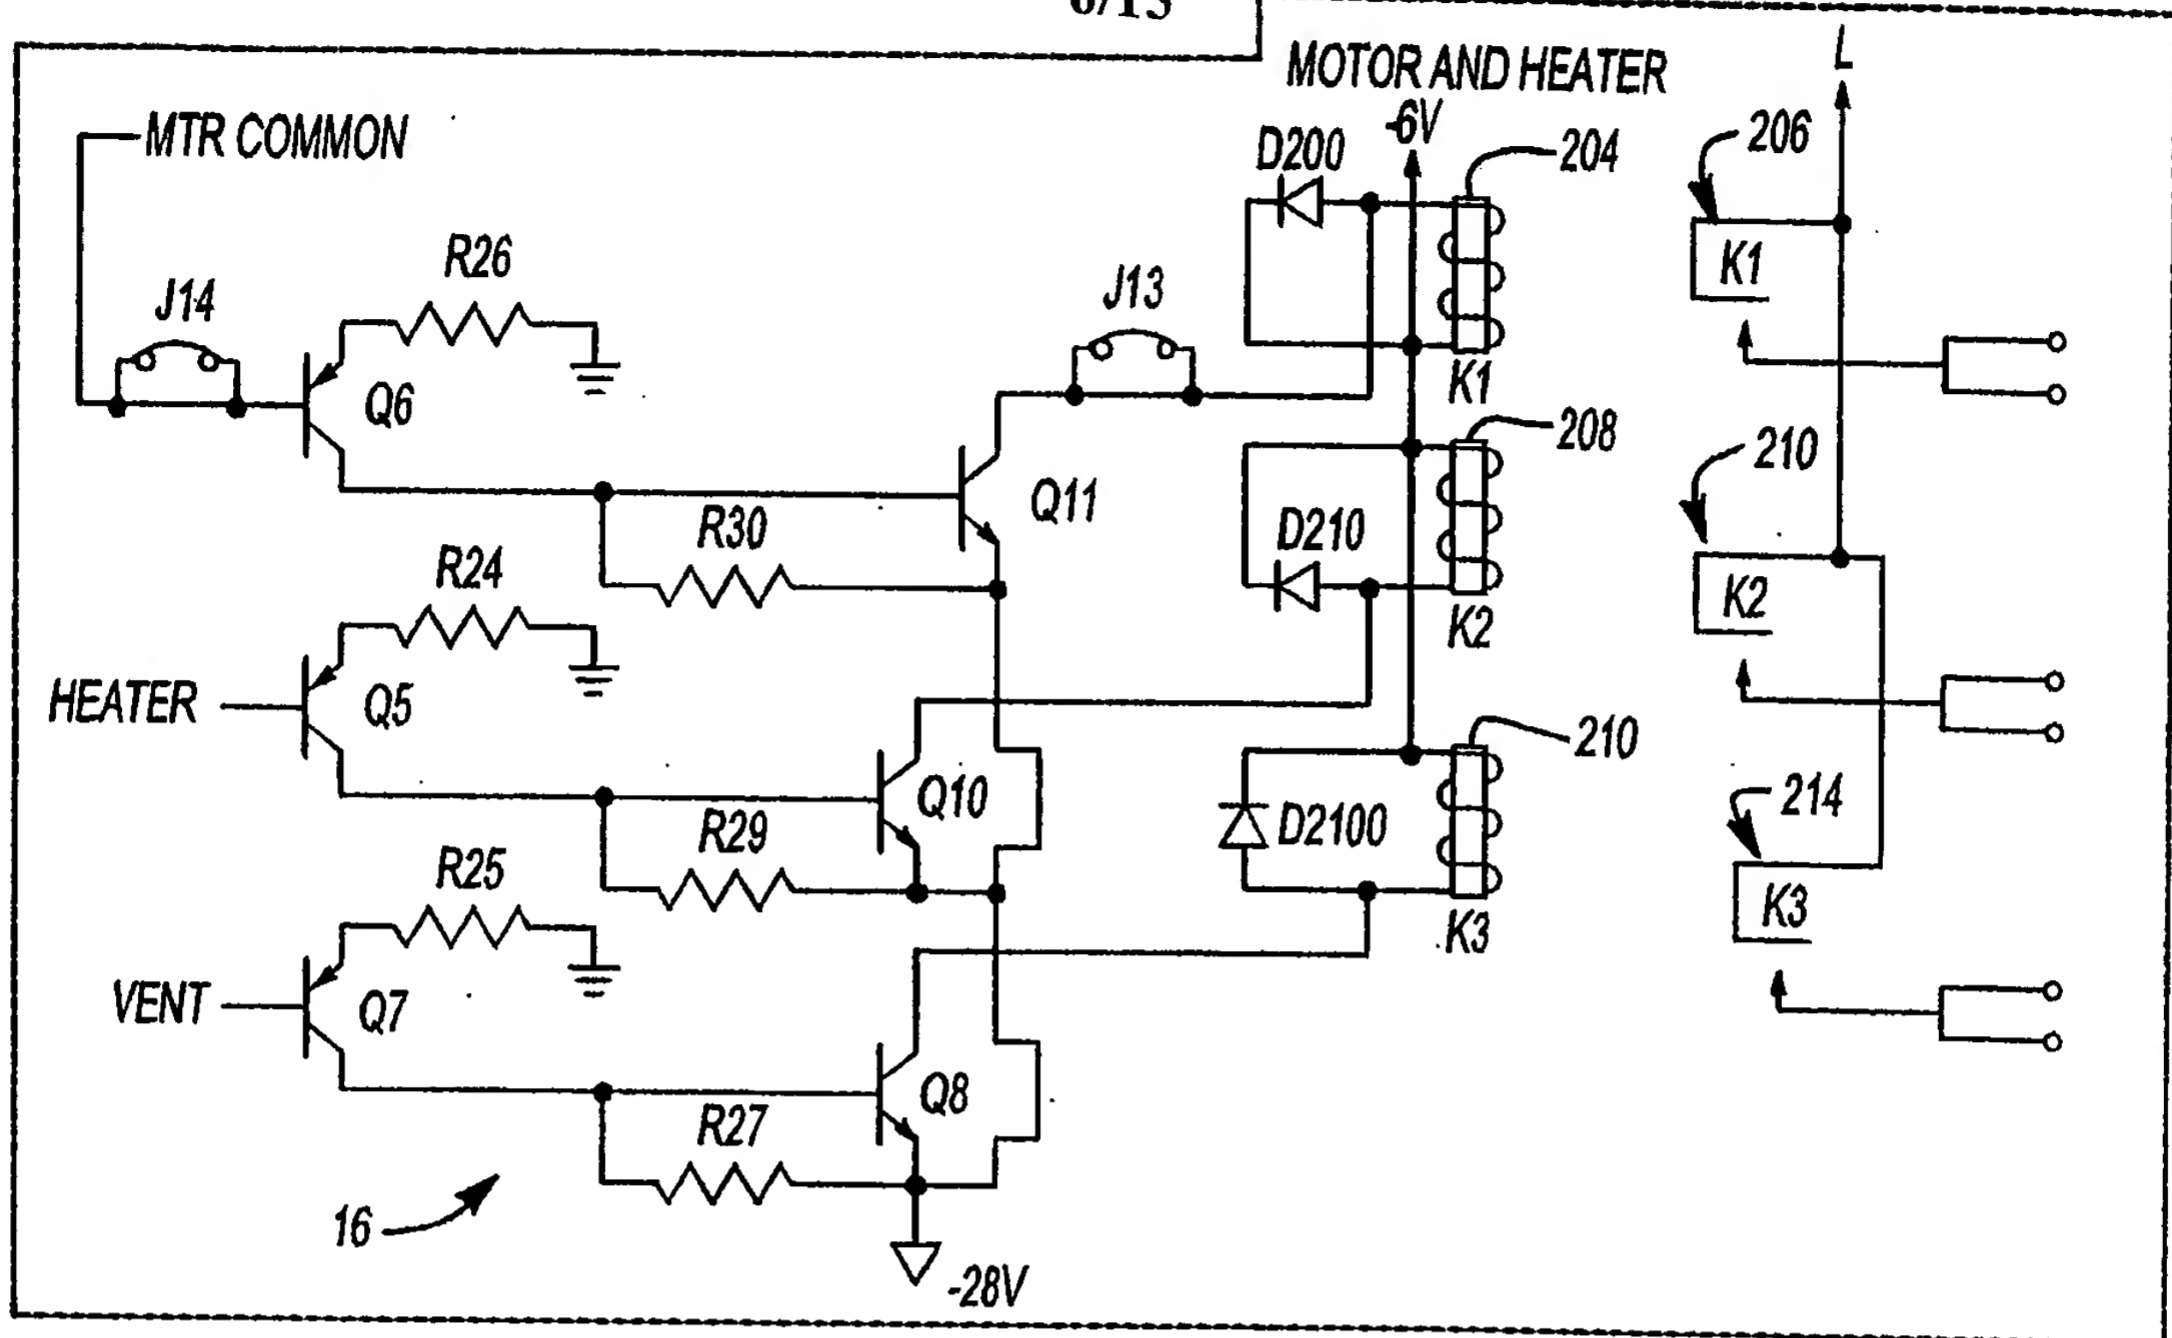 MOTOR AND HEATER
-6V
L
MTR COMMON
D200
204
206
J14
R26
J13
K1
Q6
K1
208
210
R30
Q11
D210
K2
K2
R24
HEATER
Q5
210
R29
Q10
D2100
214
R25
K3
K3
VENT
Q7
R27
Q8
16
-28V